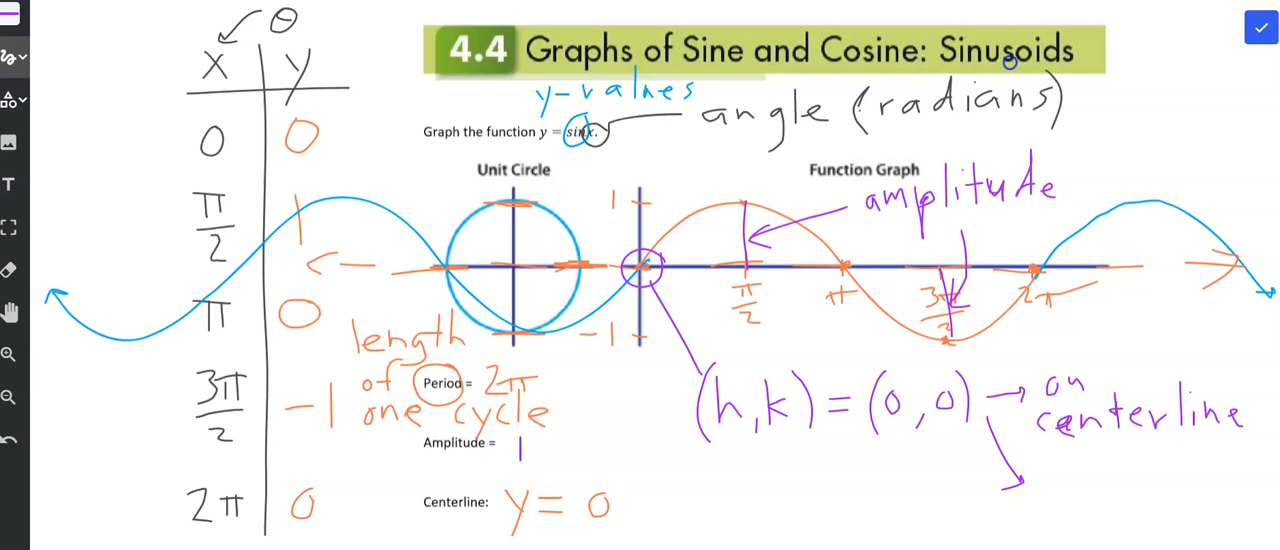 θ
4.4 Graphs of Sine and Cosine: Sinusoids
x y
y-values
angle (radians)
Graph the function y = sinx.
0 0
Unit Circle
Function Graph
amplitude
π/2 1
1
π/2 π 3π/2 2π
π 0
-1
length
of Period = 2π
one cycle
3π/2 -1
(h,k) = (0,0) → on
centerline
Amplitude = 1
2π 0
Centerline: y = 0